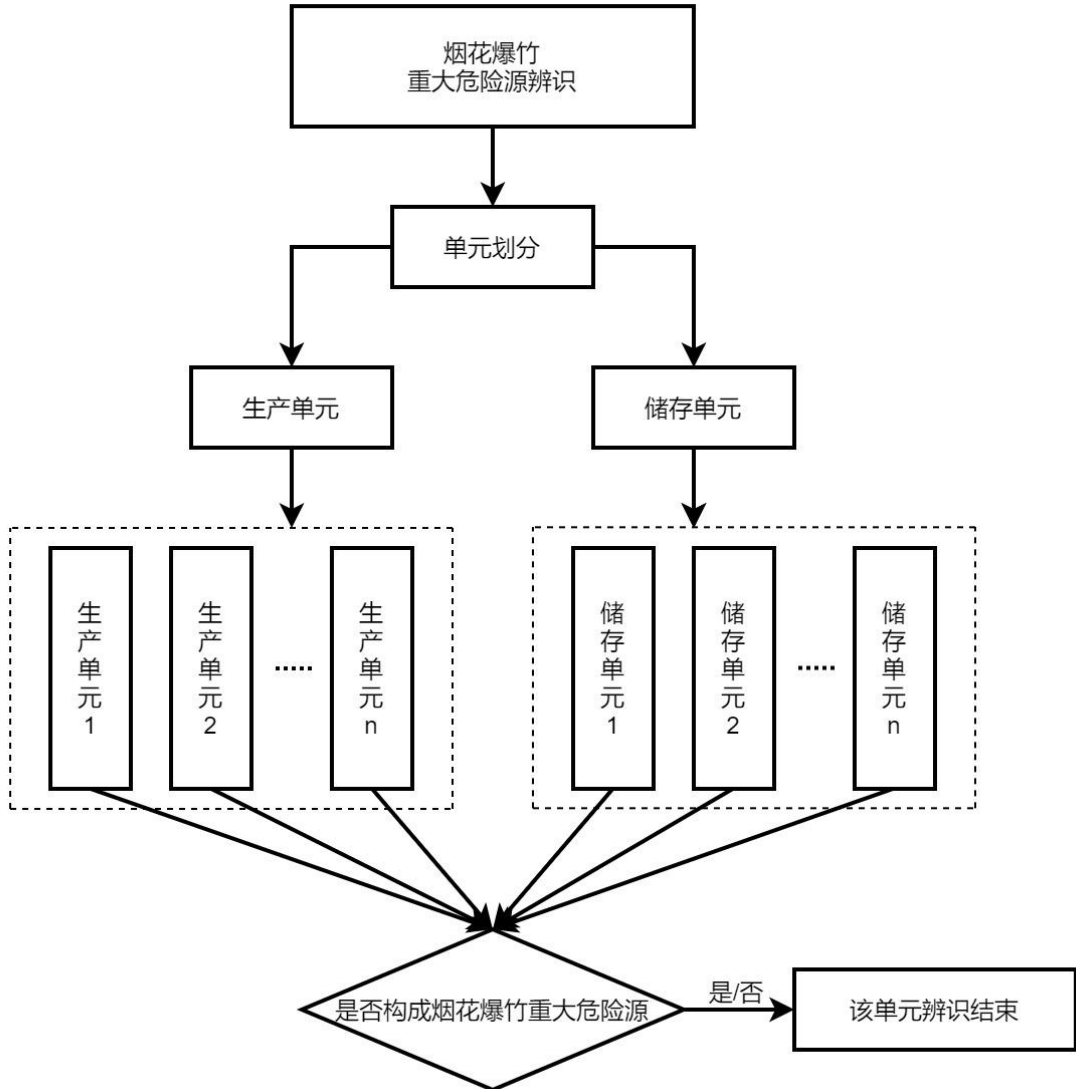 烟花爆竹
重大危险源辨识
单元划分
生产单元
储存单元
生产单元1
生产单元2
......
生产单元n
储存单元1
储存单元2
......
储存单元n
是否构成烟花爆竹重大危险源
是/否
该单元辨识结束